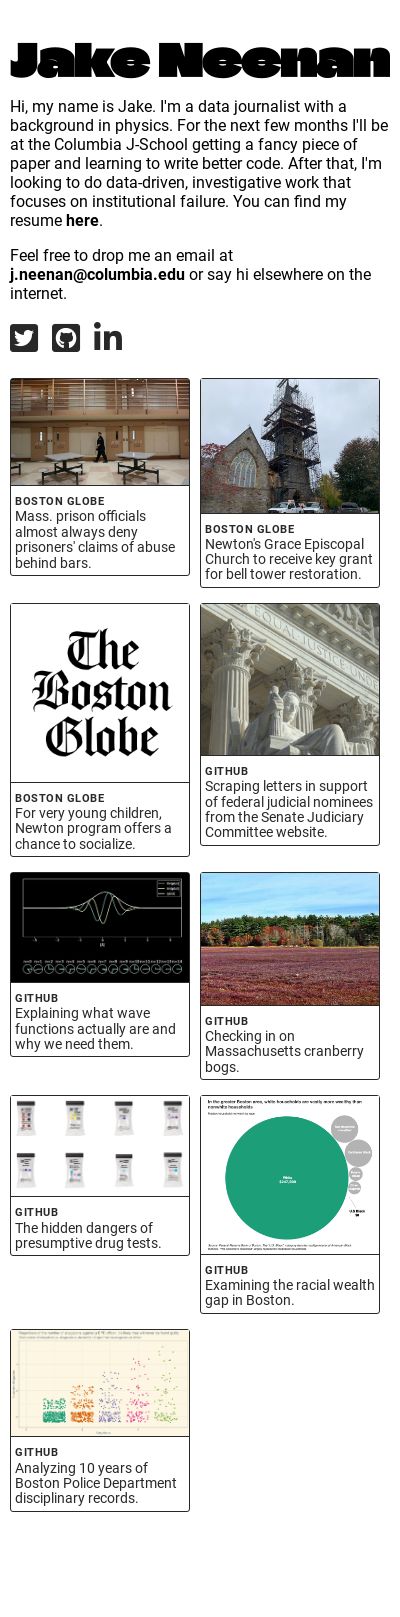 Jake Neenan
Hi, my name is Jake. I'm a data journalist with a
background in physics. For the next few months I'll be
at the Columbia J-School getting a fancy piece of
paper and learning to write better code. After that, I'm
looking to do data-driven, investigative work that
focuses on institutional failure. You can find my
resume here.
Feel free to drop me an email at
j.neenan@columbia.edu or say hi elsewhere on the
internet.
in
BOSTON GLOBE
Mass. prison officials
almost always deny
prisoners' claims of abuse
behind bars.
BOSTON GLOBE
Newton's Grace Episcopal
Church to receive key grant
for bell tower restoration.
The
Boston
Globe
BOSTON GLOBE
For very young children,
Newton program offers a
chance to socialize.
EQUAL JUSTICE UNDE
GITHUB
Scraping letters in support
of federal judicial nominees
from the Senate Judiciary
Committee website.
GITHUB
Explaining what wave
functions actually are and
why we need them.
GITHUB
Checking in on
Massachusetts cranberry
bogs.
GITHUB
The hidden dangers of
presumptive drug tests.
In the greater Boston area, white households are vastly more wealthy than
nonwhite households
White
$247,500
U.S Black
$8
GITHUB
Examining the racial wealth
gap in Boston.
GITHUB
Analyzing 10 years of
Boston Police Department
disciplinary records.